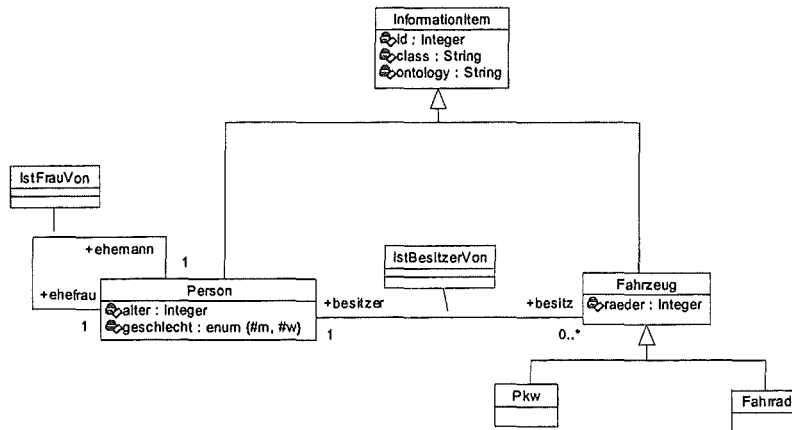 InformationItem
id : Integer
class : String
ontology : String
IstFrauVon
+ehemann
1
IstBesitzerVon
+ehefrau
1
Person
alter : Integer
geschlecht : enum {#m, #w}
+besitzer
1
+besitz
0..*
Fahrzeug
raeder : Integer
Pkw
Fahrrad